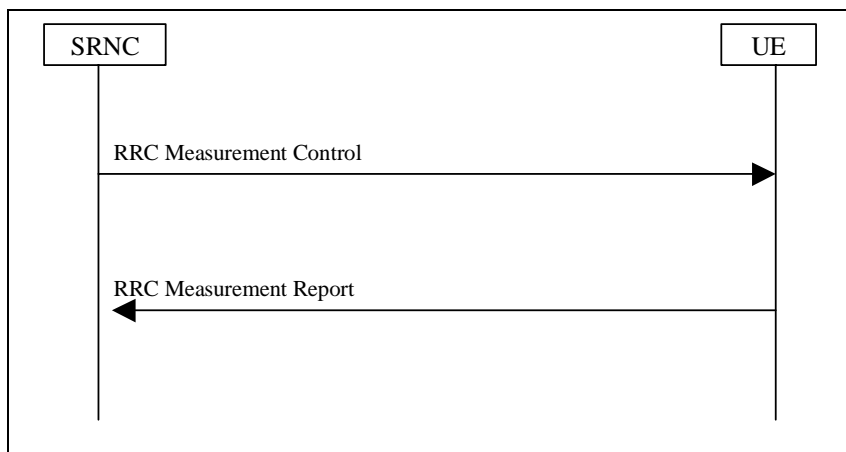 SRNC
UE
RRC Measurement Control
RRC Measurement Report